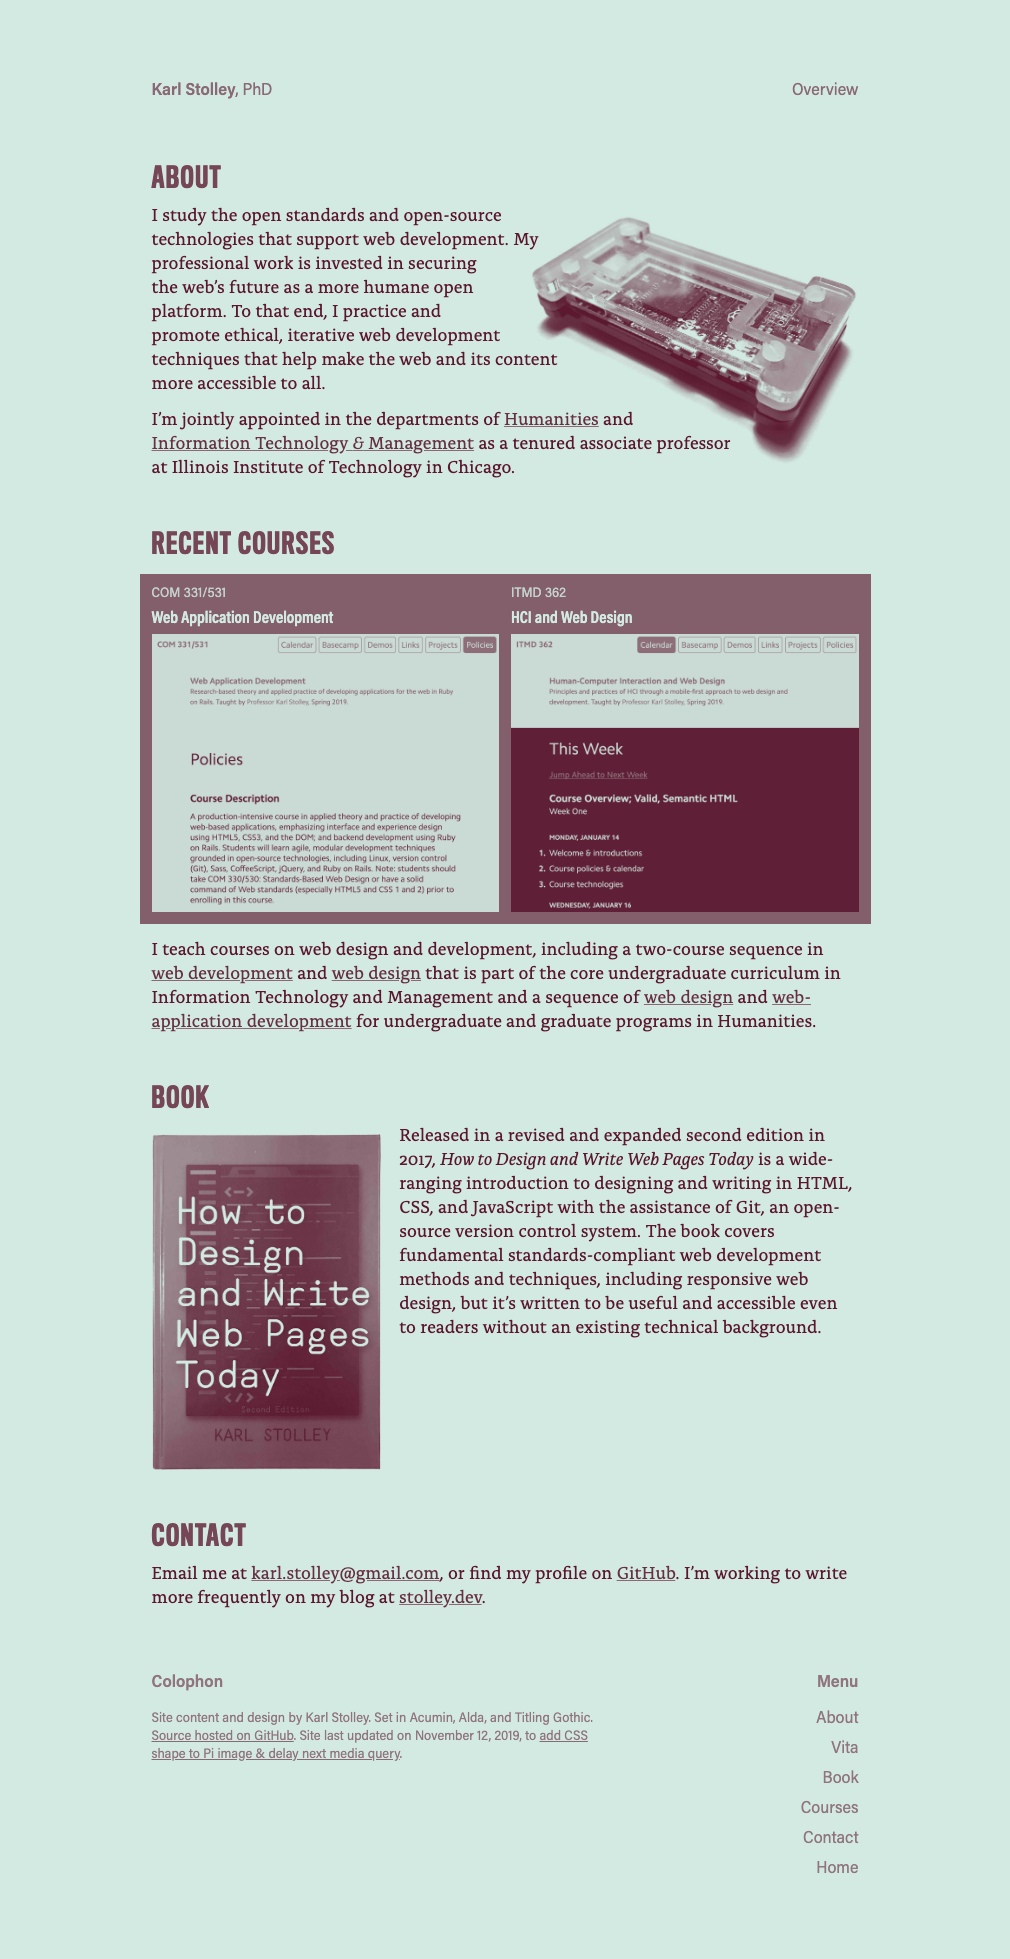 Karl Stolley, PhD
Overview
ABOUT
I study the open standards and open-source
technologies that support web development. My
professional work is invested in securing
the web’s future as a more humane open
platform. To that end, I practice and
promote ethical, iterative web development
techniques that help make the web and its content
more accessible to all.
I’m jointly appointed in the departments of Humanities and
Information Technology & Management as a tenured associate professor
at Illinois Institute of Technology in Chicago.
RECENT COURSES
COM 331/531
Web Application Development
COM 331/531
Calendar
Basecamp
Demos
Links
Projects
Policies
Web Application Development
Research-based theory and applied practice of developing applications for the web in Ruby
on Rails. Taught by Professor Karl Stolley, Spring 2019.
Policies
Course Description
A production-intensive course in applied theory and practice of developing
web-based applications, emphasizing interface and experience design
using HTML5, CSS3, and the DOM; and backend development using Ruby
on Rails. Students will learn agile, modular development techniques
grounded in open-source technologies, including Linux, version control
(Git), Sass, CoffeeScript, jQuery, and Ruby on Rails. Note: students should
take COM 330/530: Standards-Based Web Design or have a solid
command of Web standards (especially HTML5 and CSS 1 and 2) prior to
enrolling in this course.
ITMD 362
HCI and Web Design
ITMD 362
Calendar
Basecamp
Demos
Links
Projects
Policies
Human-Computer Interaction and Web Design
Principles and practices of HCI through a mobile-first approach to web design and
development. Taught by Professor Karl Stolley, Spring 2019.
This Week
Jump Ahead to Next Week
Course Overview; Valid, Semantic HTML
Week One
MONDAY, JANUARY 14
1. Welcome & introductions
2. Course policies & calendar
3. Course technologies
WEDNESDAY, JANUARY 16
I teach courses on web design and development, including a two-course sequence in
web development and web design that is part of the core undergraduate curriculum in
Information Technology and Management and a sequence of web design and web-
application development for undergraduate and graduate programs in Humanities.
BOOK
How to
Design
and Write
Web Pages
Today
</>
Second Edition
KARL STOLLEY
Released in a revised and expanded second edition in
2017, How to Design and Write Web Pages Today is a wide-
ranging introduction to designing and writing in HTML,
CSS, and JavaScript with the assistance of Git, an open-
source version control system. The book covers
fundamental standards-compliant web development
methods and techniques, including responsive web
design, but it’s written to be useful and accessible even
to readers without an existing technical background.
CONTACT
Email me at karl.stolley@gmail.com, or find my profile on GitHub. I’m working to write
more frequently on my blog at stolley.dev.
Colophon
Site content and design by Karl Stolley. Set in Acumin, Alda, and Titling Gothic.
Source hosted on GitHub. Site last updated on November 12, 2019, to add CSS
shape to Pi image & delay next media query.
Menu
About
Vita
Book
Courses
Contact
Home